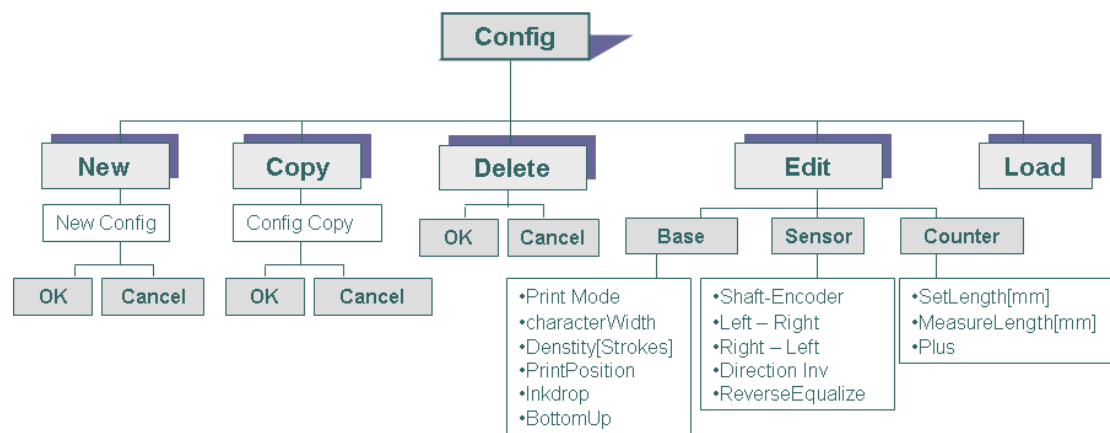 Config
New
Copy
Delete
Edit
Load
New Config
Config Copy
OK
Cancel
Base
Sensor
Counter
OK
Cancel
OK
Cancel
•Print Mode
•characterWidth
•Denstity[Strokes]
•PrintPosition
•Inkdrop
•BottomUp
•Shaft-Encoder
•Left – Right
•Right – Left
•Direction Inv
•ReverseEqualize
•SetLength[mm]
•MeasureLength[mm]
•Plus